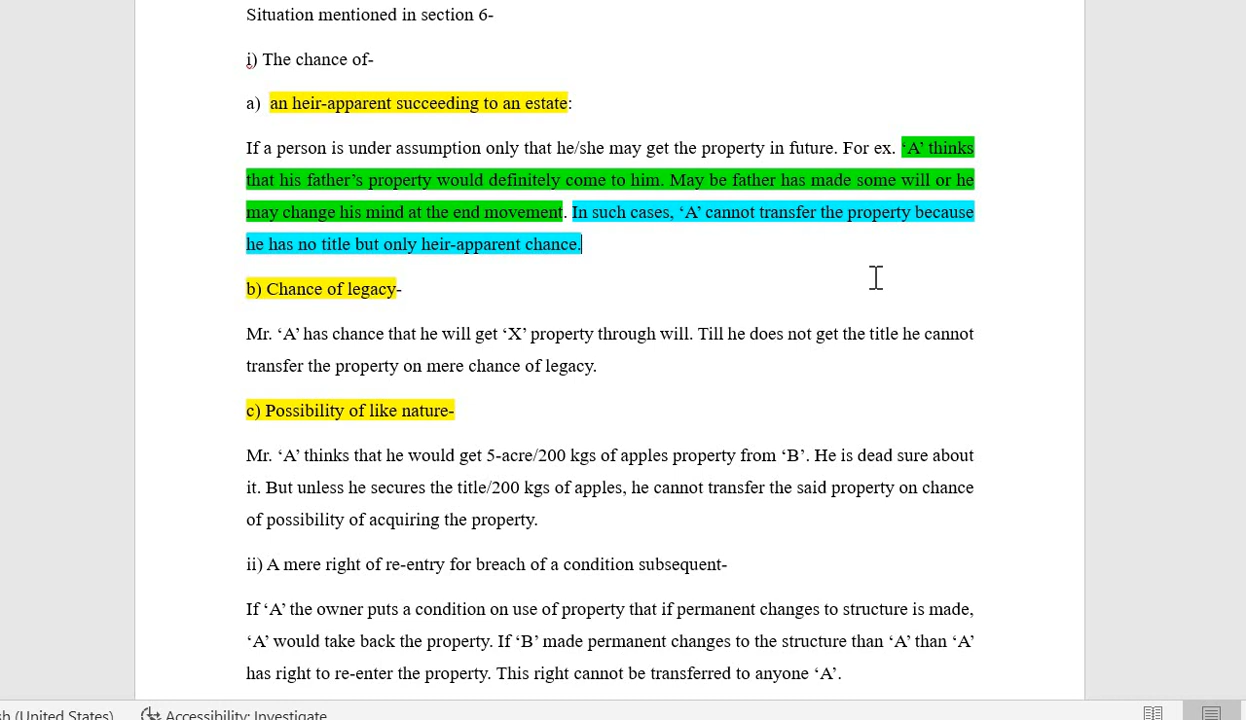 Situation mentioned in section 6-
i) The chance of-
a) an heir-apparent succeeding to an estate:
If a person is under assumption only that he/she may get the property in future. For ex. ‘A’ thinks
that his father’s property would definitely come to him. May be father has made some will or he
may change his mind at the end movement. In such cases, ‘A’ cannot transfer the property because
he has no title but only heir-apparent chance.
b) Chance of legacy-
Mr. ‘A’ has chance that he will get ‘X’ property through will. Till he does not get the title he cannot
transfer the property on mere chance of legacy.
c) Possibility of like nature-
Mr. ‘A’ thinks that he would get 5-acre/200 kgs of apples property from ‘B’. He is dead sure about
it. But unless he secures the title/200 kgs of apples, he cannot transfer the said property on chance
of possibility of acquiring the property.
ii) A mere right of re-entry for breach of a condition subsequent-
If ‘A’ the owner puts a condition on use of property that if permanent changes to structure is made,
‘A’ would take back the property. If ‘B’ made permanent changes to the structure than ‘A’ than ‘A’
has right to re-enter the property. This right cannot be transferred to anyone ‘A’.
sh (United States) Accessibility: Investigate